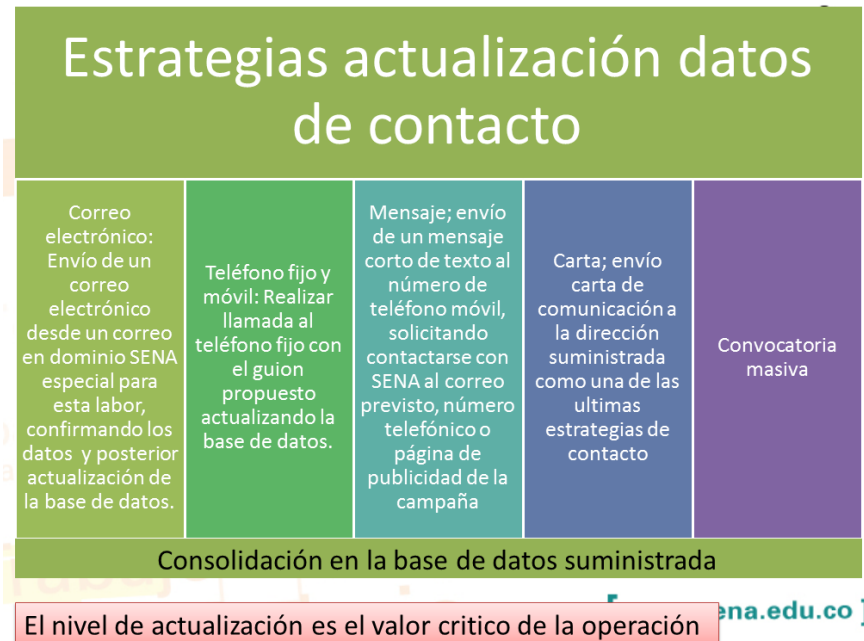 Estrategias actualización datos
de contacto
Correo
electrónico:
Envío de un
correo
electrónico
desde un correo
en dominio SENA
especial para
esta labor,
confirmando los
datos y posterior
actualización de
la base de datos.
Teléfono fijo y
móvil: Realizar
llamada al
teléfono fijo con
el guion
propuesto
actualizando la
base de datos.
Mensaje; envío
de un mensaje
corto de texto al
número de
teléfono móvil,
solicitando
contactarse con
SENA al correo
previsto, número
telefónico o
página de
publicidad de la
campaña
Carta; envío
carta de
comunicación a
la dirección
suministrada
como una de las
ultimas
estrategias de
contacto
Convocatoria
masiva
Consolidación en la base de datos suministrada
ena.edu.co
El nivel de actualización es el valor critico de la operación